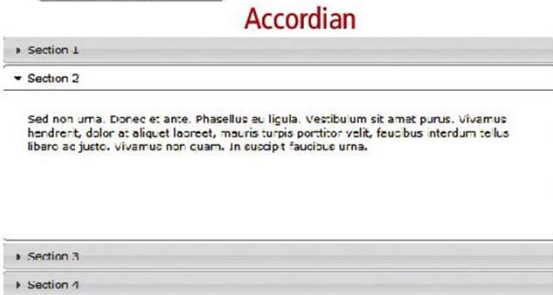 Accordian
Section 1
Section 2
Sed non urna. Donec et ante. Phasellus eu ligula. Vestibulum sit amet purus. Vivamus
hendrerit, dolor at aliquet laoreet, mauris turpis porttitor velit, faucibus interdum tellus
libero ac justo. Vivamus non quam. In suscipit faucibus urna.
Section 3
Section 4